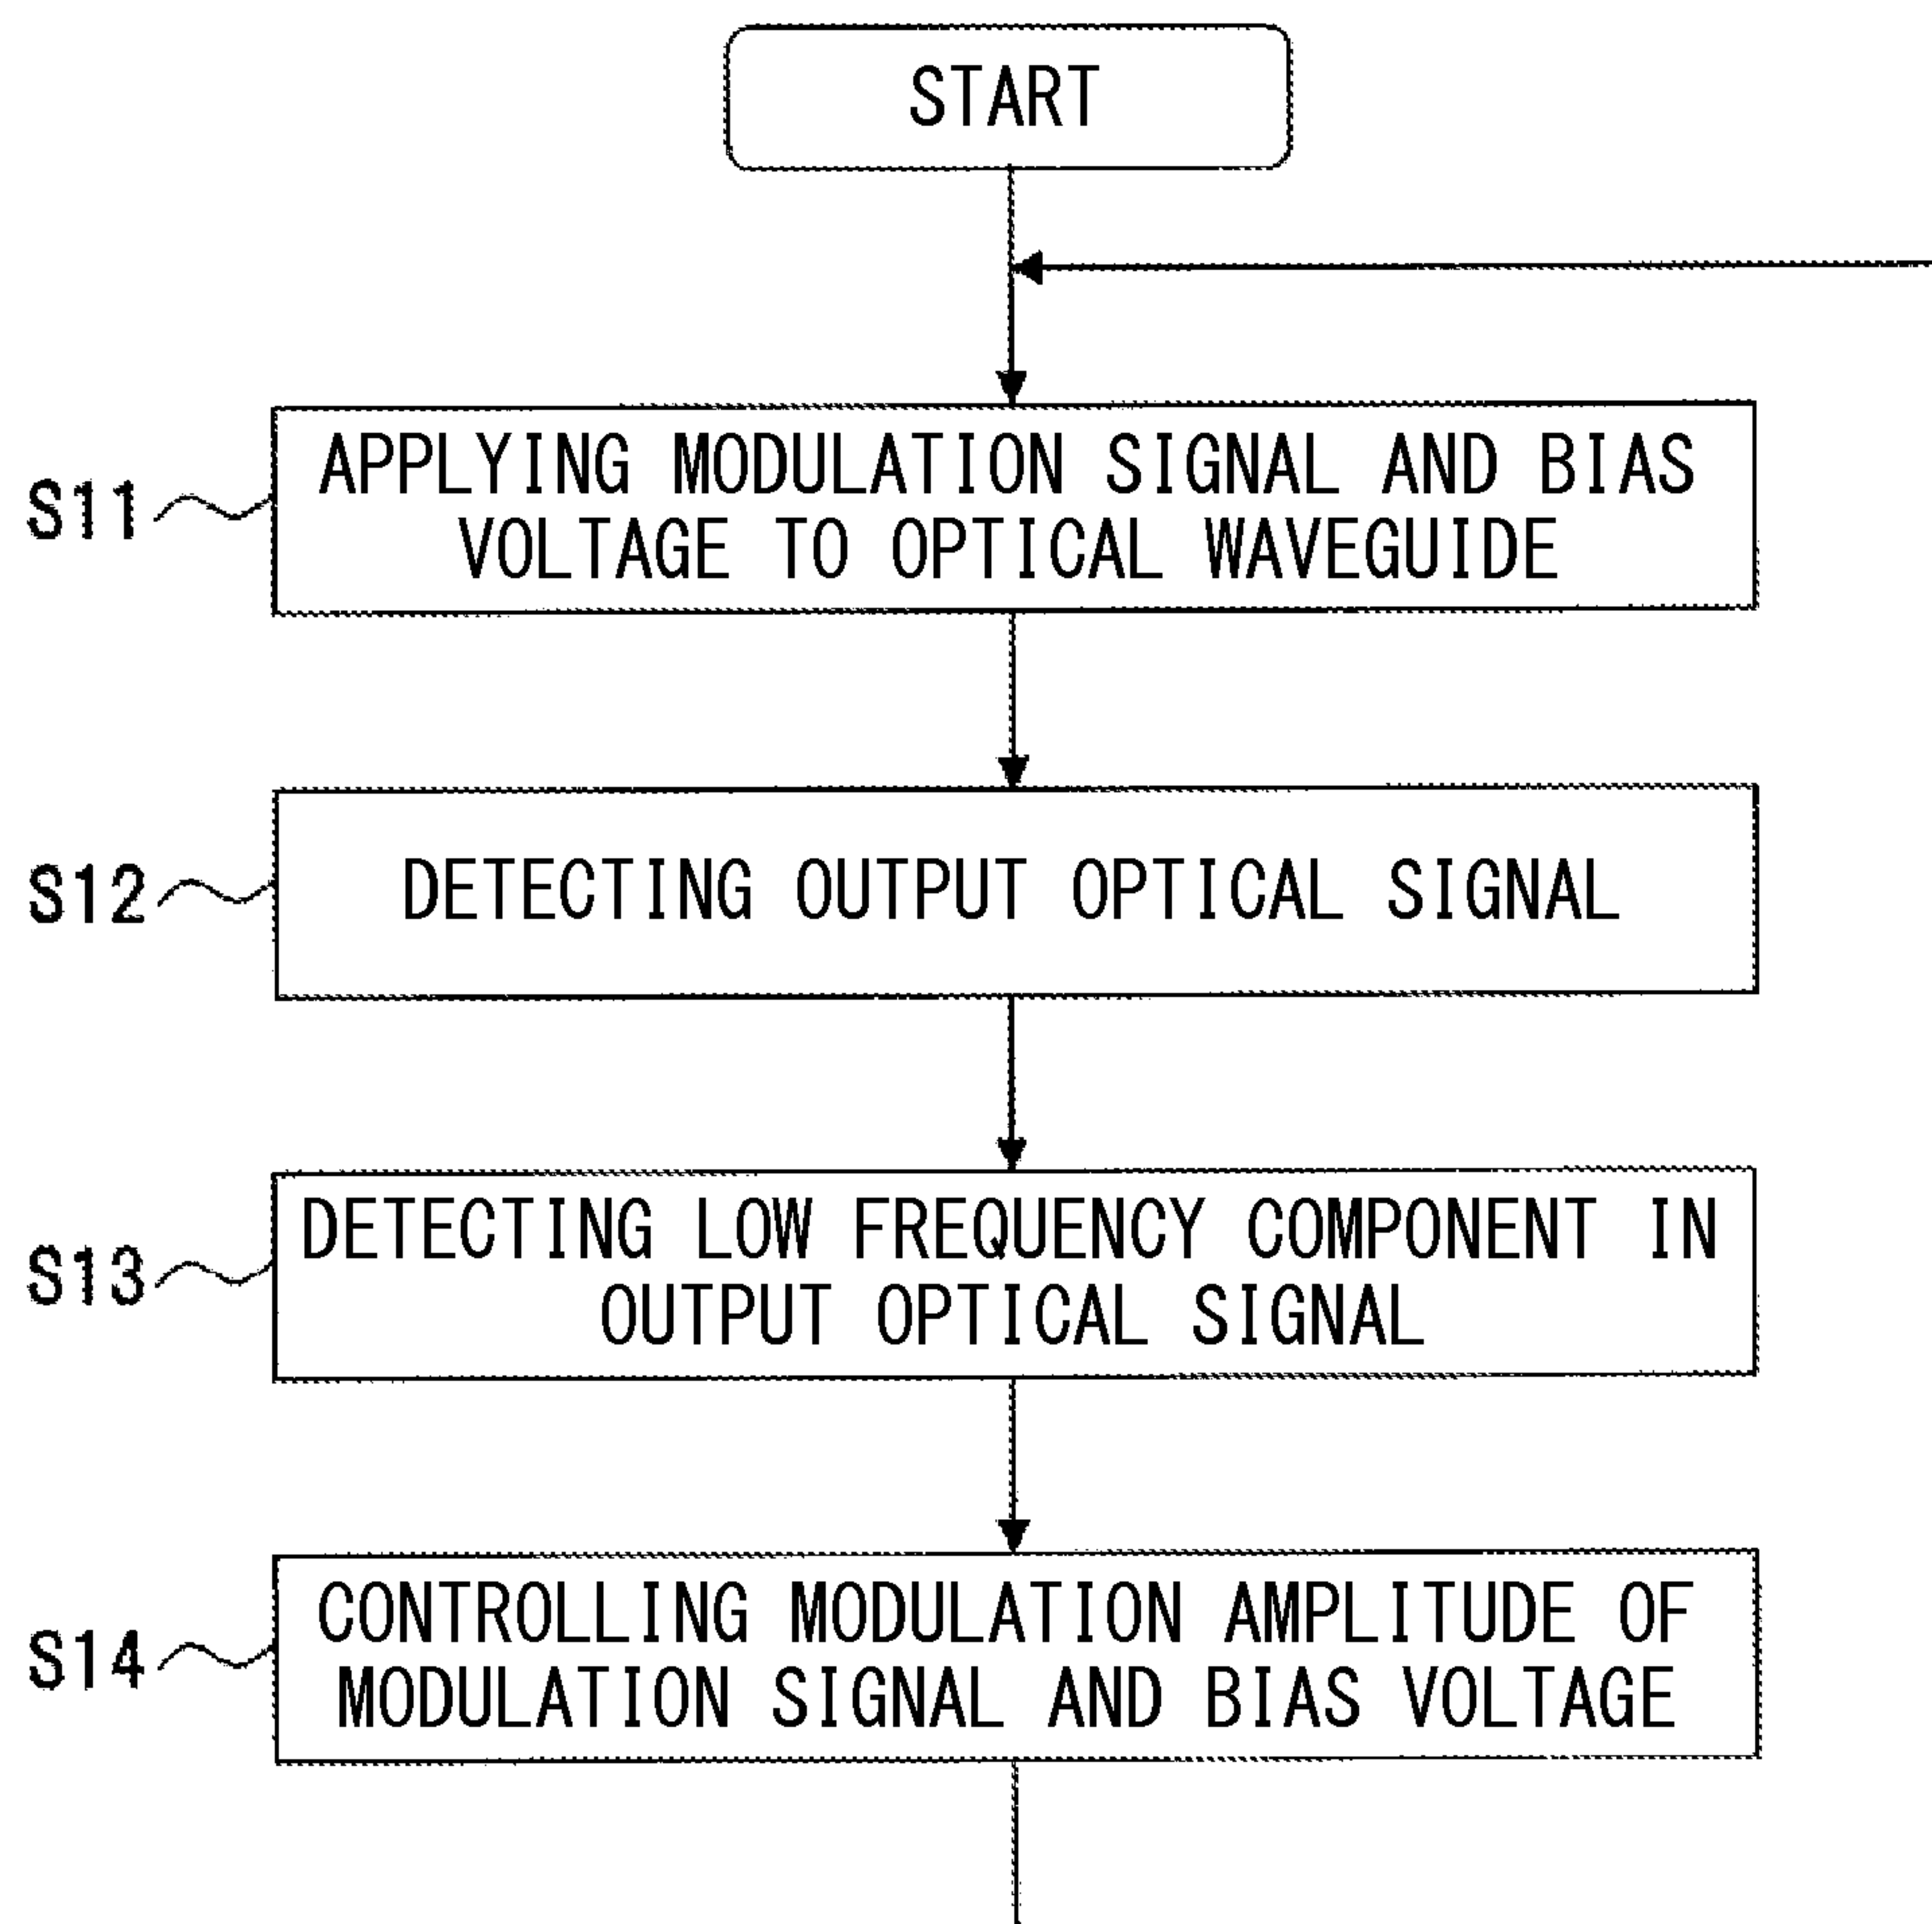 START
S11
APPLYING MODULATION SIGNAL AND BIAS
VOLTAGE TO OPTICAL WAVEGUIDE
S12
DETECTING OUTPUT OPTICAL SIGNAL
S13
DETECTING LOW FREQUENCY COMPONENT IN
OUTPUT OPTICAL SIGNAL
S14
CONTROLLING MODULATION AMPLITUDE OF
MODULATION SIGNAL AND BIAS VOLTAGE